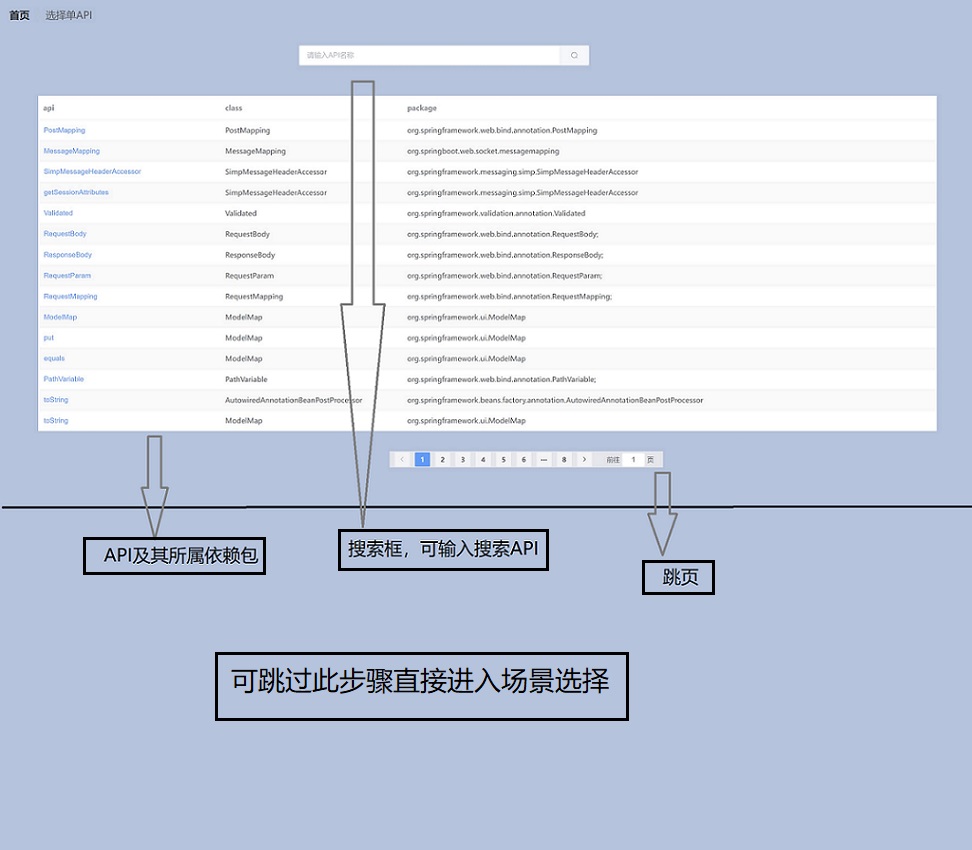 首页 选择单API
请输入API名称
api class package
PostMapping PostMapping org.springframework.web.bind.annotation.PostMapping
MessageMapping MessageMapping org.springboot.web.socket.messagemapping
SimpMessageHeaderAccessor SimpMessageHeaderAccessor org.springframework.messaging.simp.SimpMessageHeaderAccessor
getSessionAttributes SimpMessageHeaderAccessor org.springframework.messaging.simp.SimpMessageHeaderAccessor
Validated Validated org.springframework.validation.annotation.Validated
RequestBody RequestBody org.springframework.web.bind.annotation.RequestBody;
ResponseBody ResponseBody org.springframework.web.bind.annotation.ResponseBody;
RequestParam RequestParam org.springframework.web.bind.annotation.RequestParam;
RequestMapping RequestMapping org.springframework.web.bind.annotation.RequestMapping;
ModelMap ModelMap org.springframework.ui.ModelMap
put ModelMap org.springframework.ui.ModelMap
equals ModelMap org.springframework.ui.ModelMap
PathVariable PathVariable org.springframework.web.bind.annotation.PathVariable;
toString AutowiredAnnotationBeanPostProcessor org.springframework.beans.factory.annotation.AutowiredAnnotationBeanPostProcessor
toString ModelMap org.springframework.ui.ModelMap
< 1 2 3 4 5 6 ··· 8 > 前往 1 页
API及其所属依赖包
搜索框，可输入搜索API
跳页
可跳过此步骤直接进入场景选择